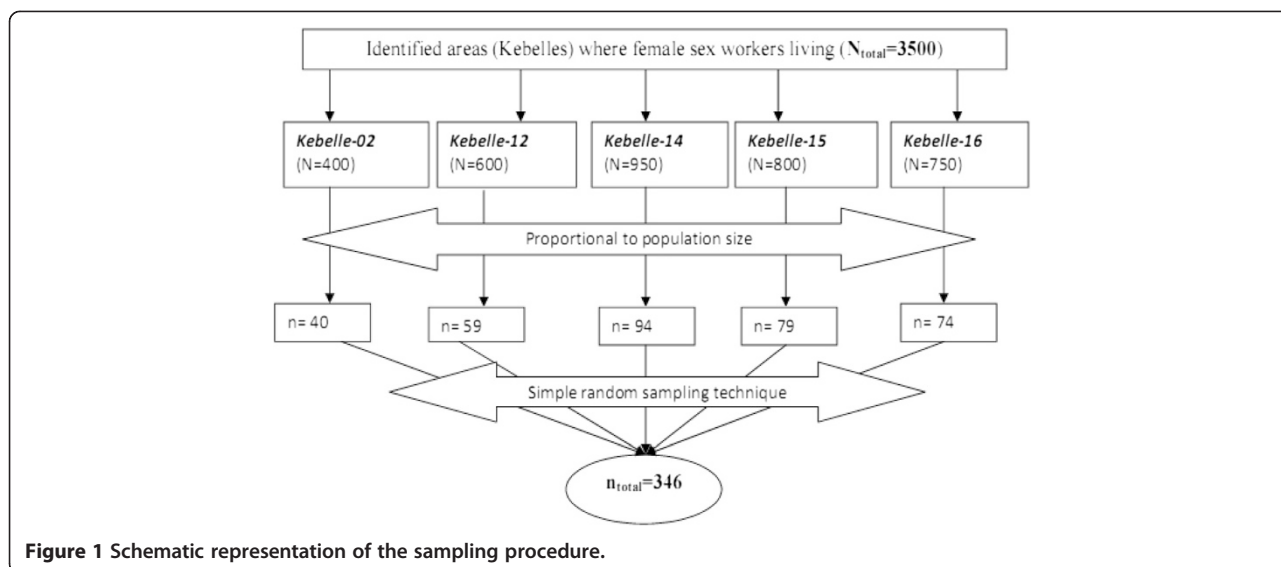 Identified areas (Kebelles) where female sex workers living (N_total=3500)
Kebelle-02
(N=400)
Kebelle-12
(N=600)
Kebelle-14
(N=950)
Kebelle-15
(N=800)
Kebelle-16
(N=750)
Proportional to population size
n= 40
n= 59
n= 94
n= 79
n= 74
Simple random sampling technique
n_total=346
Figure 1 Schematic representation of the sampling procedure.